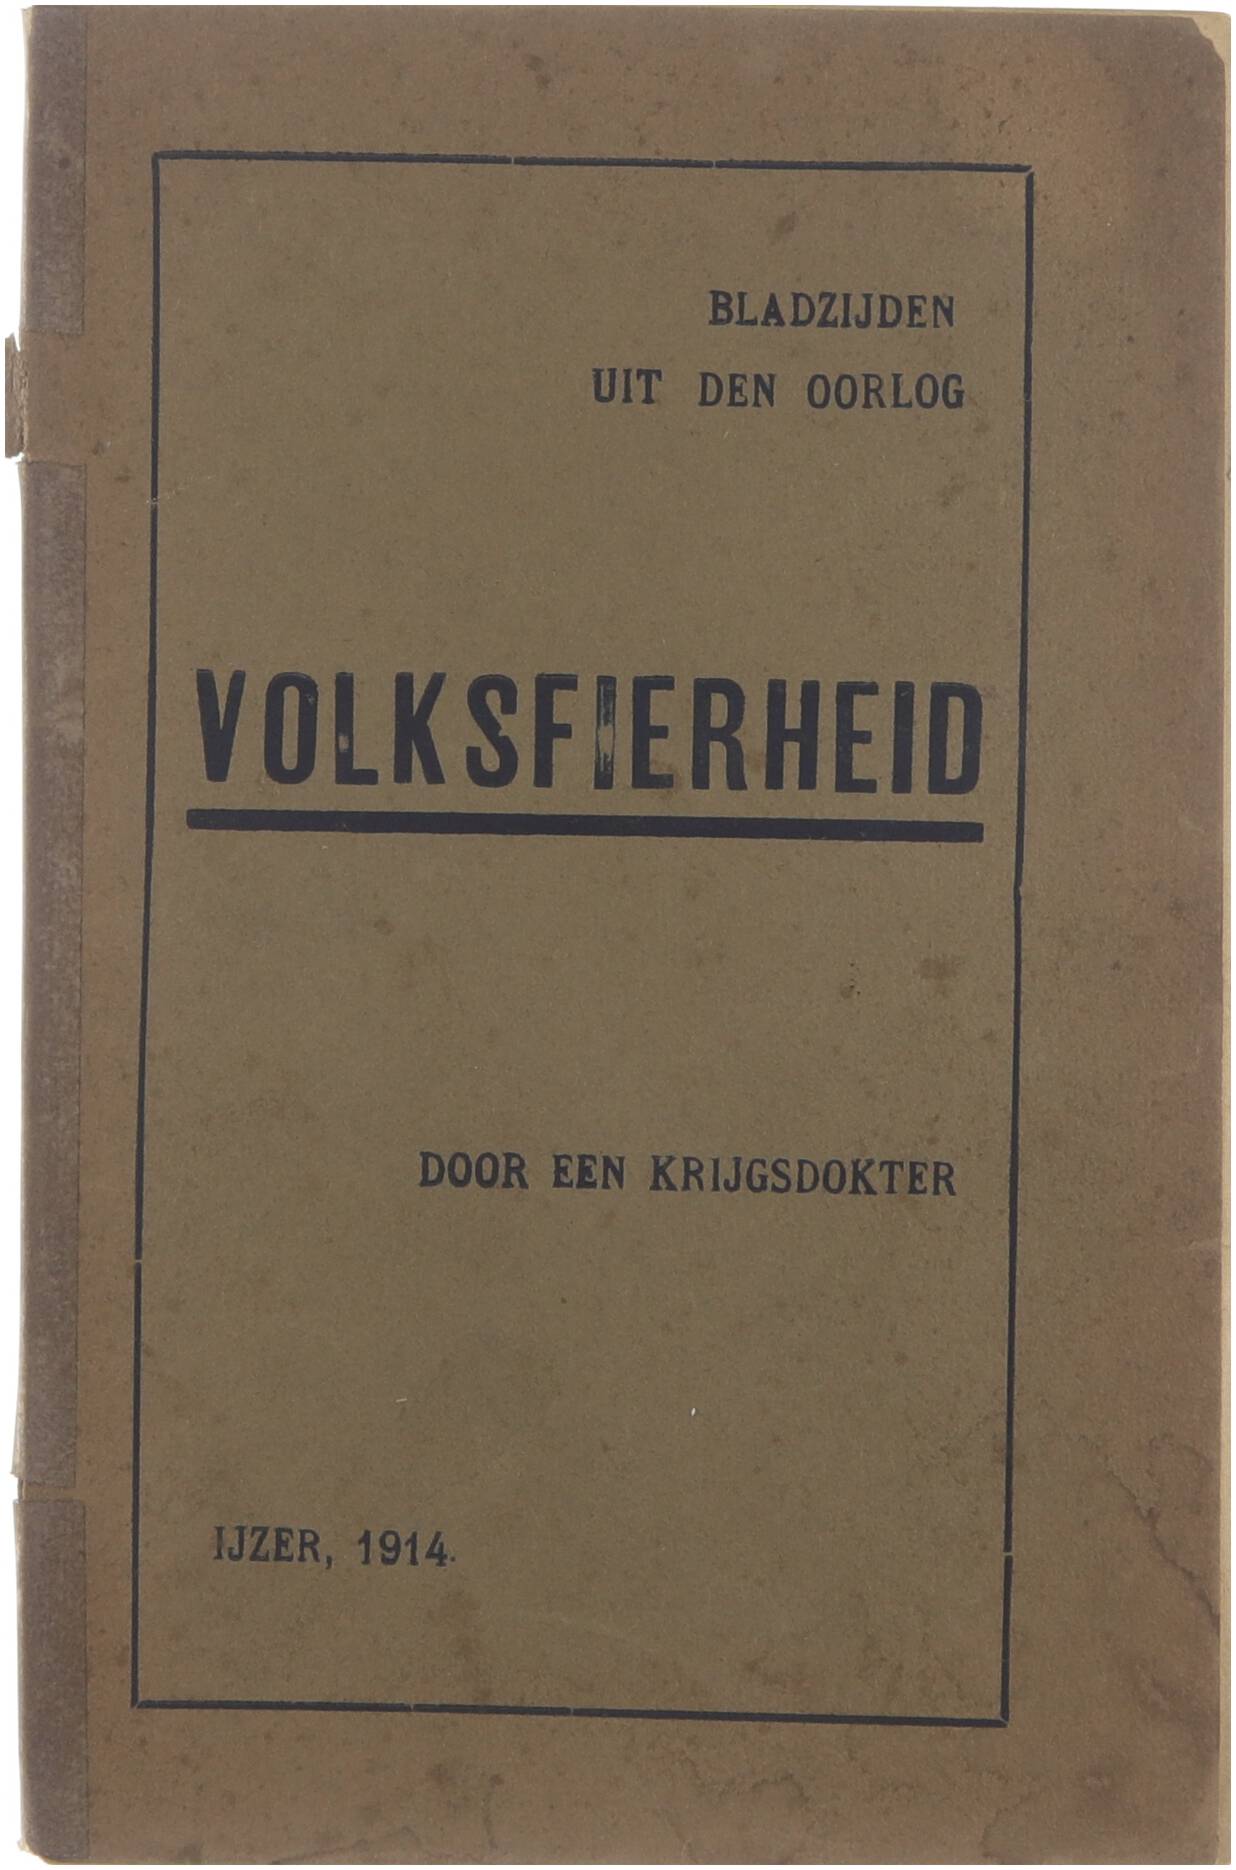 BLADZIJDEN
UIT DEN OORLOG
VOLKSFIERHEID
DOOR EEN KRIJGSDOKTER
IJZER, 1914.